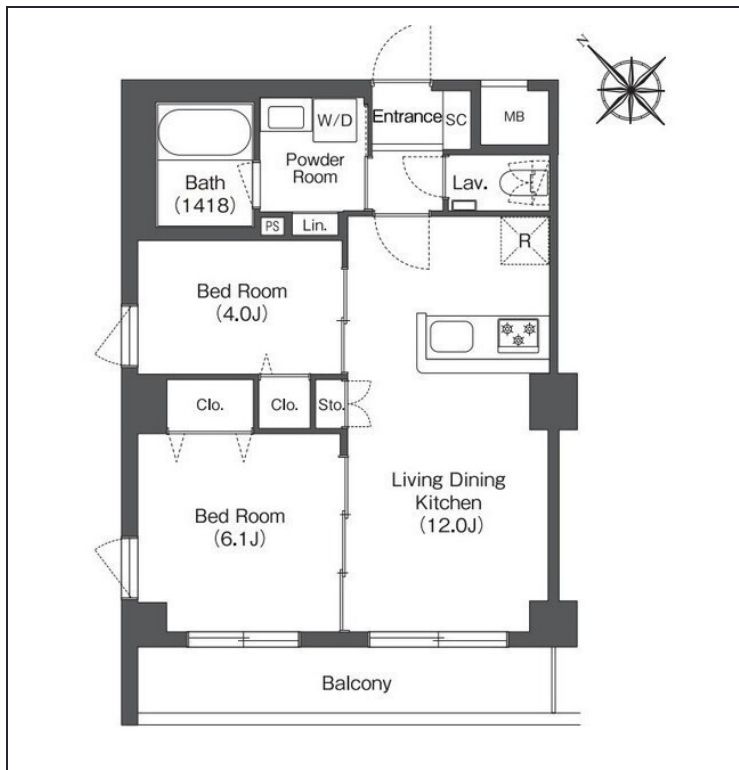 N
Entrance
SC
MB
W/D
Powder
Room
Bath
(1418)
Lav.
PS
Lin.
R
Bed Room
(4.0J)
Clo.
Clo.
Sto.
Living Dining
Kitchen
(12.0J)
Bed Room
(6.1J)
Balcony